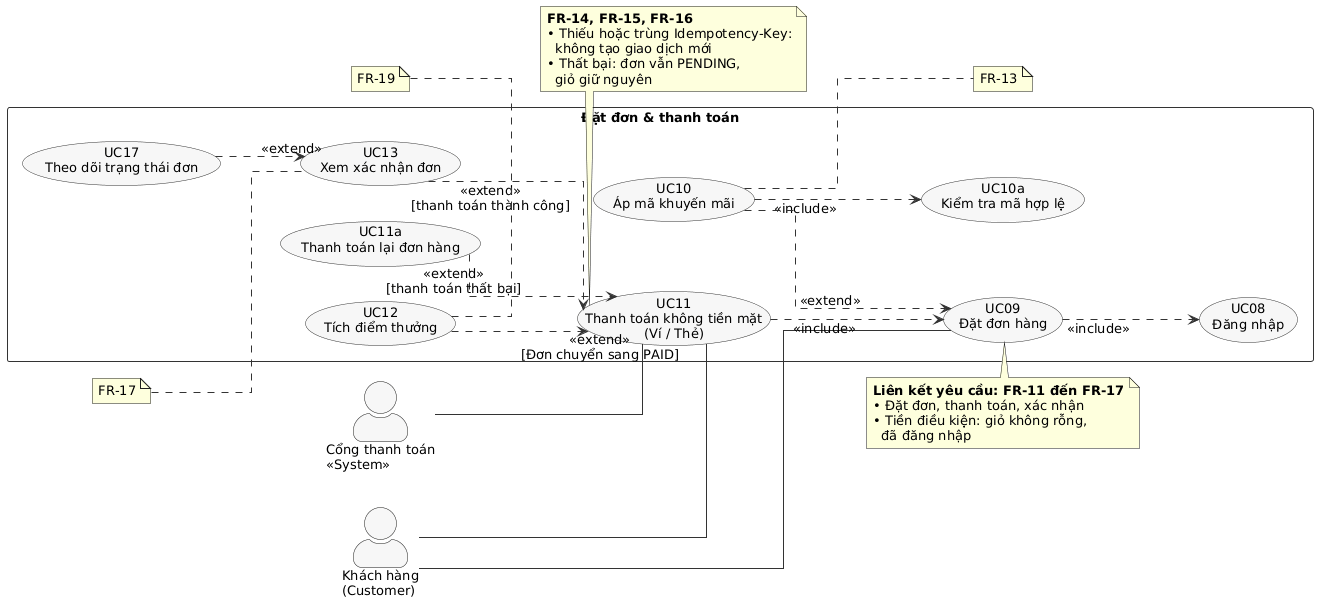 FR-14, FR-15, FR-16
• Thiếu hoặc trùng Idempotency-Key:
không tạo giao dịch mới
• Thất bại: đơn vẫn PENDING,
giỏ giữ nguyên
FR-19
FR-13
Đặt đơn & thanh toán
UC17
Theo dõi trạng thái đơn
«extend»
UC13
Xem xác nhận đơn
«extend»
[thanh toán thành công]
UC10
Áp mã khuyến mãi
«include»
UC10a
Kiểm tra mã hợp lệ
UC11a
Thanh toán lại đơn hàng
«extend»
[thanh toán thất bại]
UC12
Tích điểm thưởng
«extend»
[Đơn chuyển sang PAID]
UC11
Thanh toán không tiền mặt
(Ví / Thẻ)
«extend»
«include»
UC09
Đặt đơn hàng
«include»
UC08
Đăng nhập
FR-17
Liên kết yêu cầu: FR-11 đến FR-17
• Đặt đơn, thanh toán, xác nhận
• Tiền điều kiện: giỏ không rỗng,
đã đăng nhập
Cổng thanh toán
«System»
Khách hàng
(Customer)